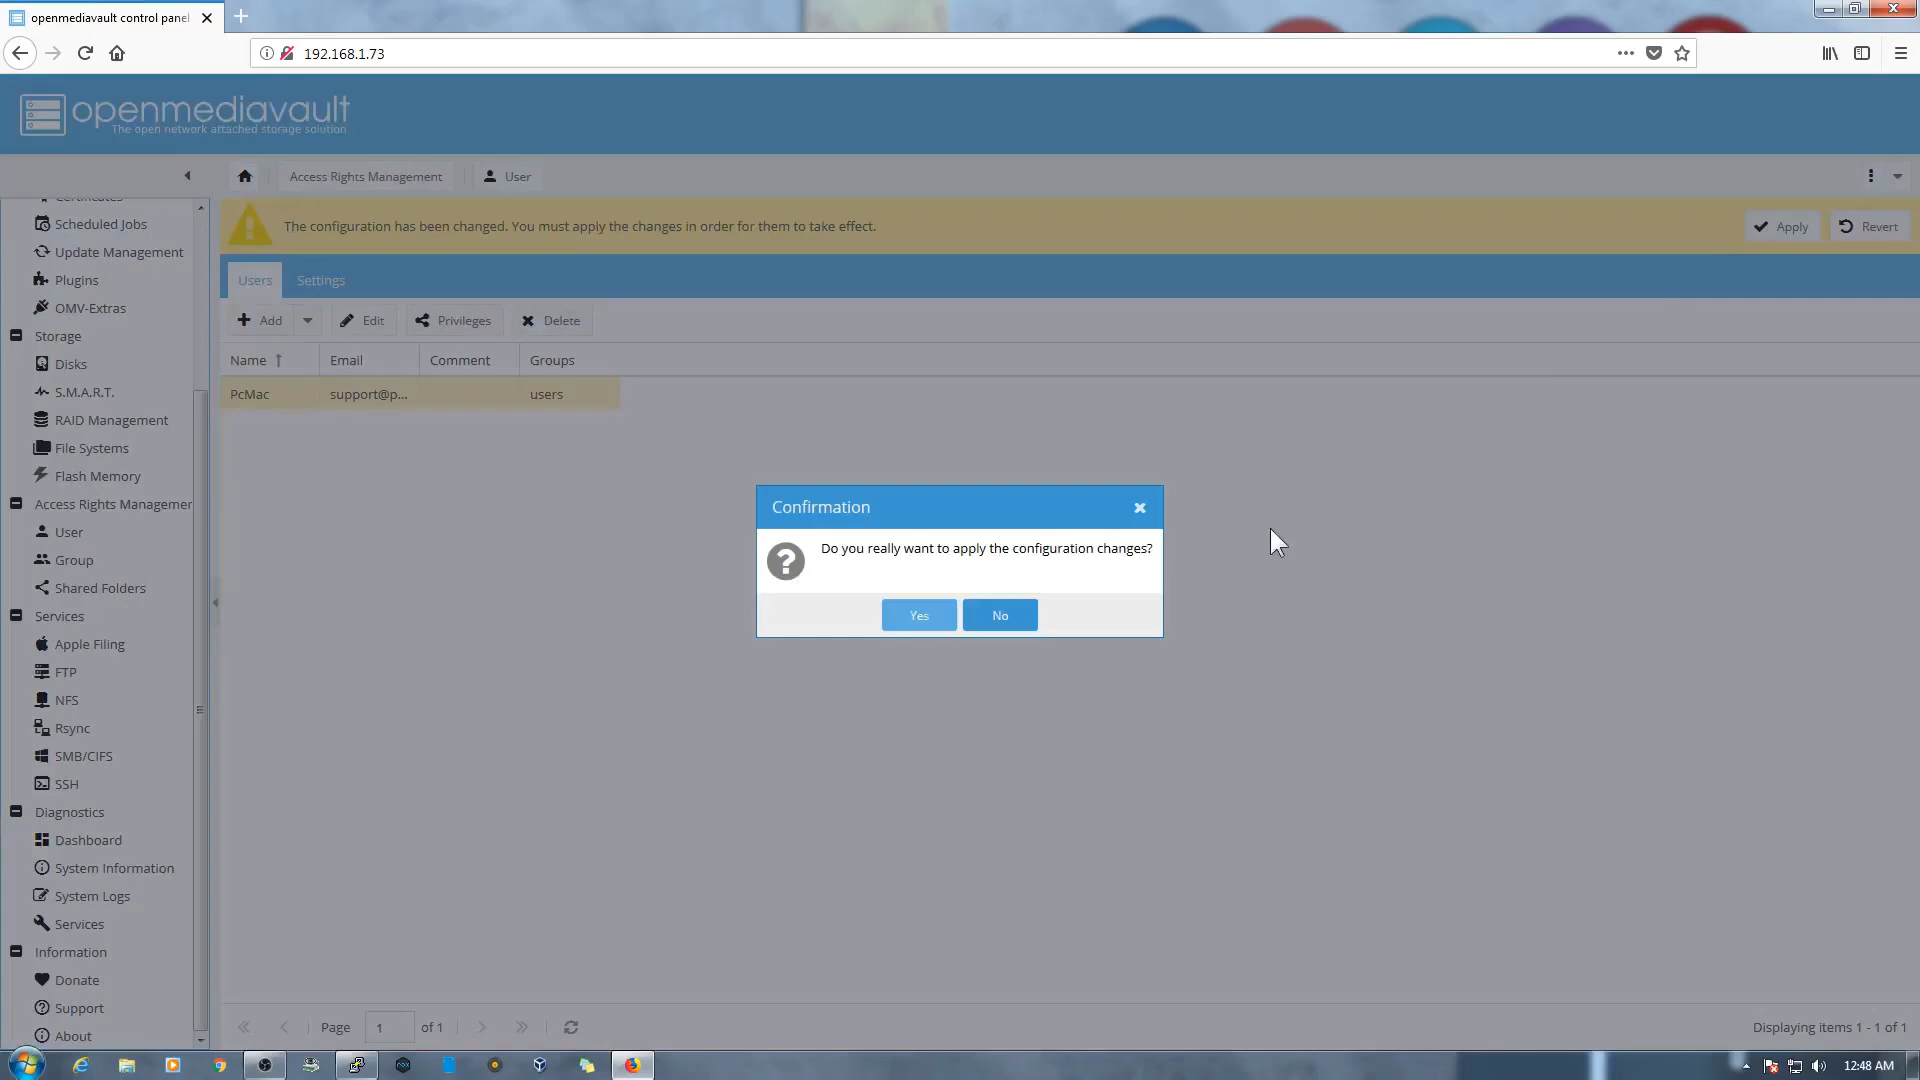 openmediavault control panel
192.168.1.73
openmediavault
The open network attached storage solution
Access Rights Management
User
Certificates
Scheduled Jobs
Update Management
Plugins
OMV-Extras
Storage
Disks
S.M.A.R.T.
RAID Management
File Systems
Flash Memory
Access Rights Managemen
User
Group
Shared Folders
Services
Apple Filing
FTP
NFS
Rsync
SMB/CIFS
SSH
Diagnostics
Dashboard
System Information
System Logs
Services
Information
Donate
Support
About
The configuration has been changed. You must apply the changes in order for them to take effect.
Apply Revert
Users Settings
Add Edit Privileges Delete
Name Email Comment Groups
PcMac support@p... users
Confirmation
Do you really want to apply the configuration changes?
Yes No
Page 1 of 1
Displaying items 1 - 1 of 1
12:48 AM